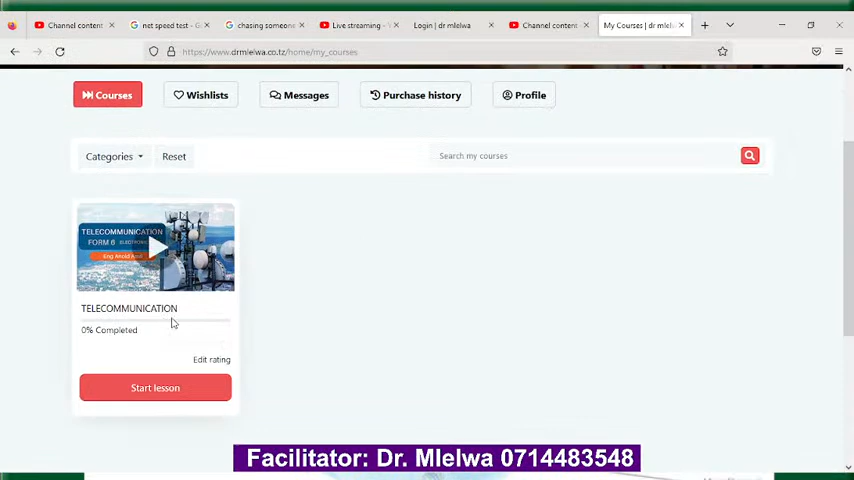 Channel content
net speed test - G
chasing someone
Live streaming - Y
Login | dr mlelwa
Channel content
My Courses | dr mlelw
https://www.drmlelwa.co.tz/home/my_courses
Courses
Wishlists
Messages
Purchase history
Profile
Categories
Reset
Search my courses
TELECOMMUNICATION
FORM 6 ELECTRONIC
TELECOMMUNICATION
0% Completed
Edit rating
Start lesson
Facilitator: Dr. Mlelwa 0714483548